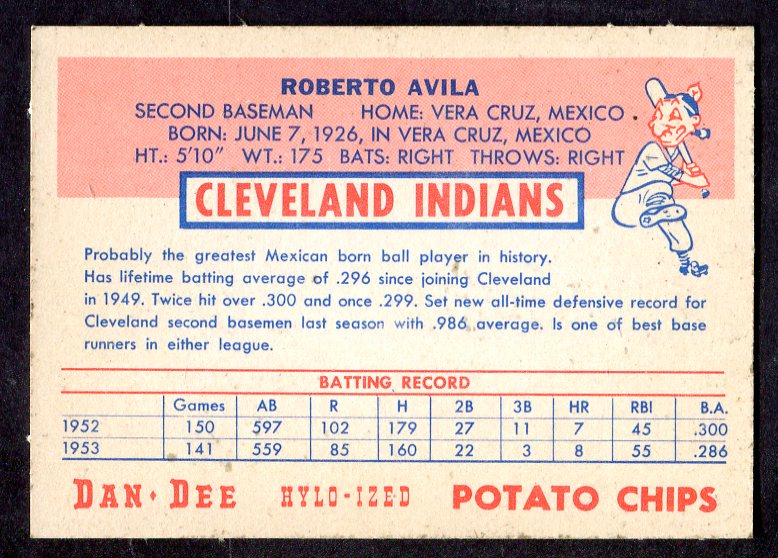 ROBERTO AVILA
SECOND BASEMAN HOME: VERA CRUZ, MEXICO
BORN: JUNE 7, 1926, IN VERA CRUZ, MEXICO
HT.: 5'10" WT.: 175 BATS: RIGHT THROWS: RIGHT
CLEVELAND INDIANS
Probably the greatest Mexican born ball player in history.
Has lifetime batting average of .296 since joining Cleveland
in 1949. Twice hit over .300 and once .299. Set new all-time defensive record for
Cleveland second basemen last season with .986 average. Is one of best base
runners in either league.
BATTING RECORD
Games AB R H 2B 3B HR RBI B.A.
1952 150 597 102 179 27 11 7 45 .300
1953 141 559 85 160 22 3 8 55 .286
DAN·DEE HYLO-IZED POTATO CHIPS